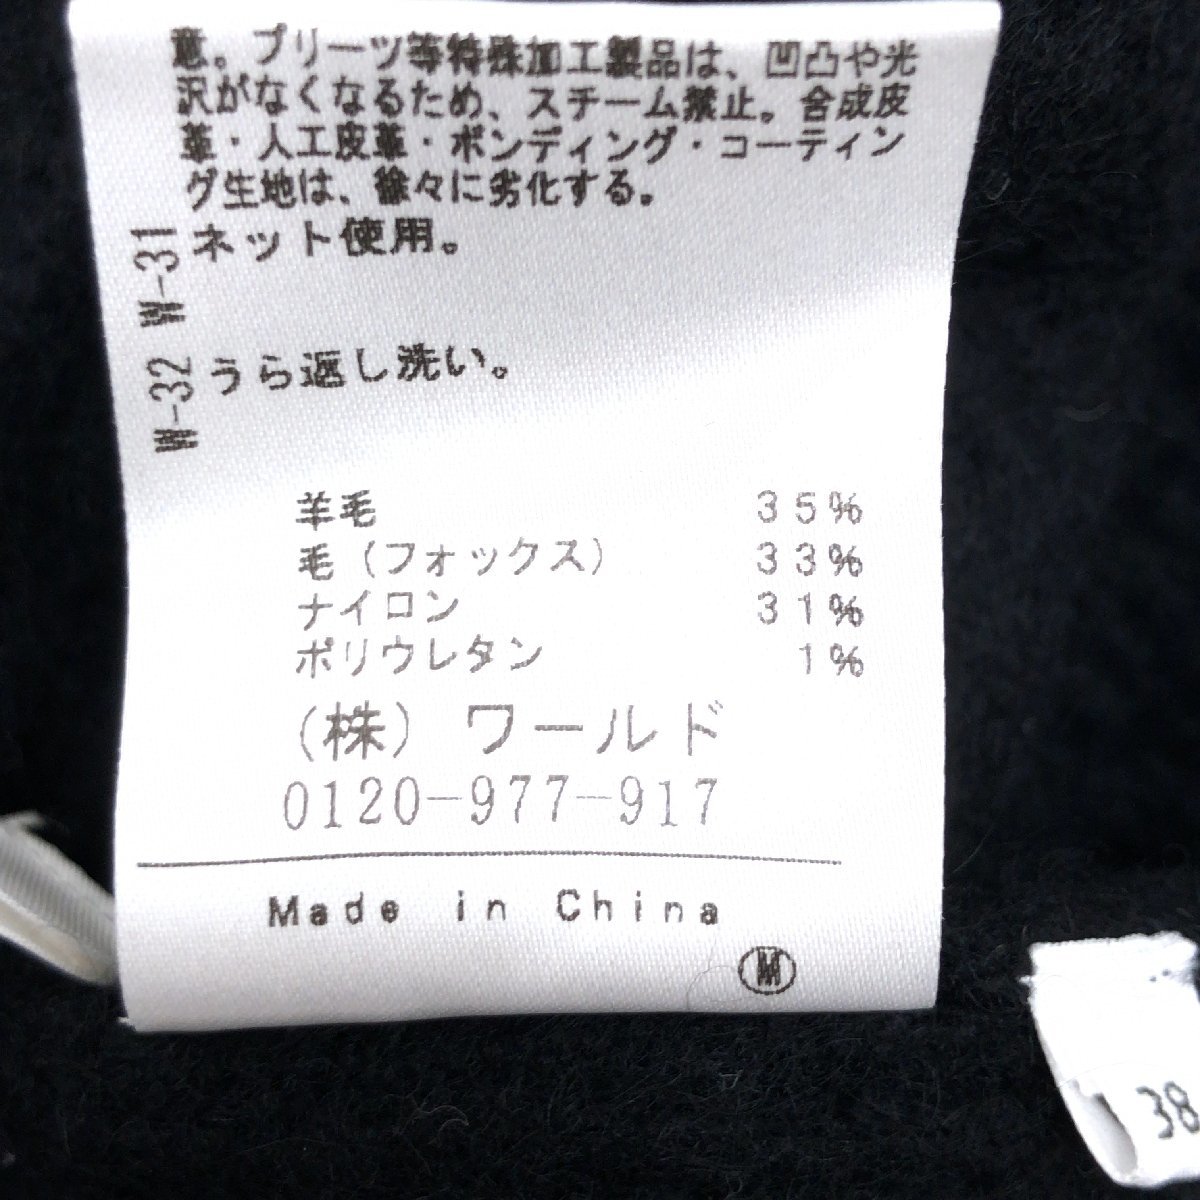 意。プリーツ等特殊加工製品は、凹凸や光
沢がなくなるため、スチーム禁止。合成皮
革・人工皮革・ボンディング・コーティン
グ生地は、徐々に劣化する。
W-31 ネット使用。
W-32 うら返し洗い。
羊毛 35%
毛(フォックス) 33%
ナイロン 31%
ポリウレタン 1%
(株) ワールド
0120-977-917
Made in China
M
38